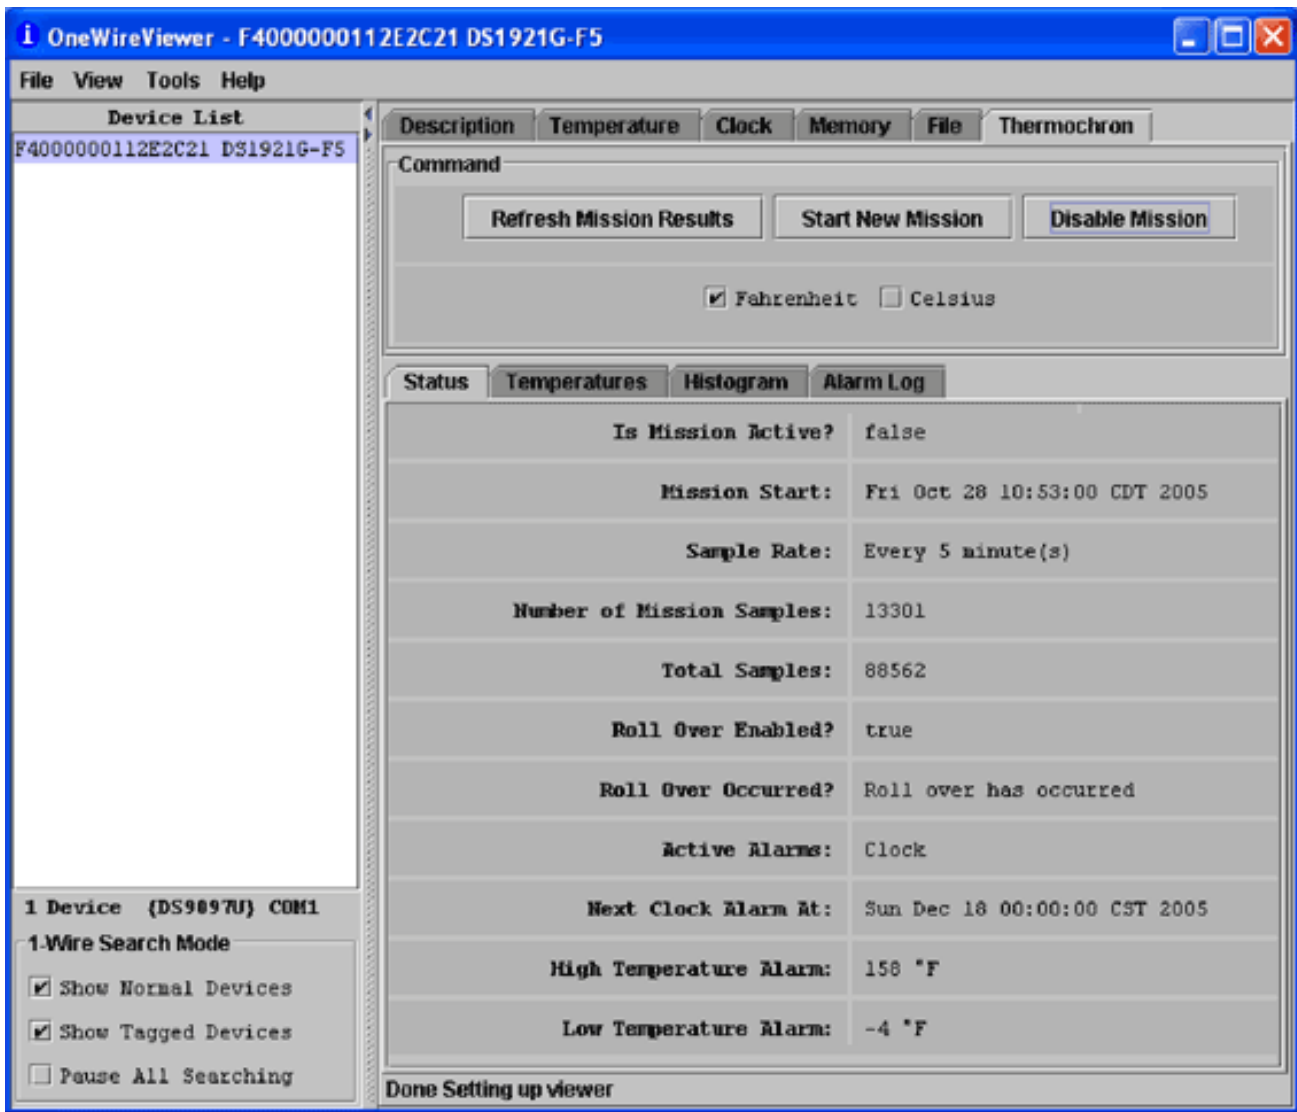 OneWireViewer - F4000000112E2C21 DS1921G-F5
File View Tools Help
Device List
F4000000112E2C21 DS1921G-F5
1 Device {DS9097U} COM1
1-Wire Search Mode
Show Normal Devices
Show Tagged Devices
Pause All Searching
Description Temperature Clock Memory File Thermochron
Command
Refresh Mission Results Start New Mission Disable Mission
Fahrenheit Celsius
Status Temperatures Histogram Alarm Log
Is Mission Active? false
Mission Start: Fri Oct 28 10:53:00 CDT 2005
Sample Rate: Every 5 minute(s)
Number of Mission Samples: 13301
Total Samples: 88562
Roll Over Enabled? true
Roll Over Occurred? Roll over has occurred
Active Alarms: Clock
Next Clock Alarm At: Sun Dec 18 00:00:00 CST 2005
High Temperature Alarm: 158 °F
Low Temperature Alarm: -4 °F
Done Setting up viewer